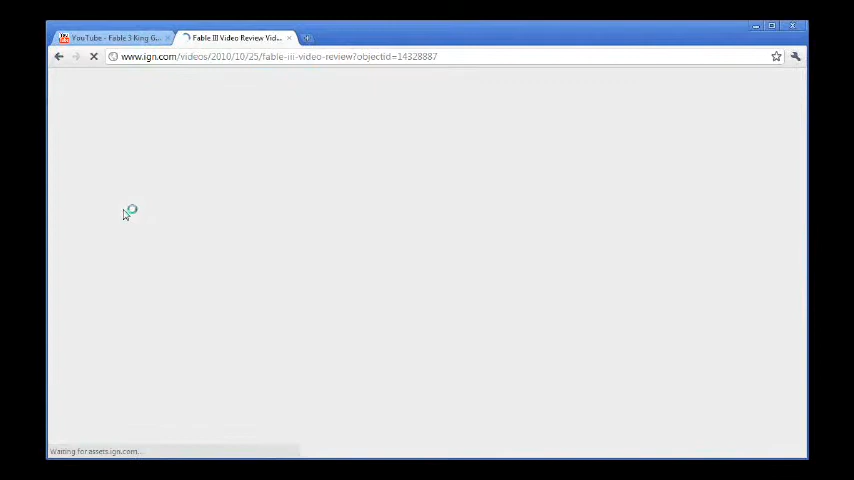 YouTube - Fable 3 King G...
Fable III Video Review Vid...
www.ign.com/videos/2010/10/25/fable-iii-video-review?objectid=14328887
Waiting for assets.ign.com...